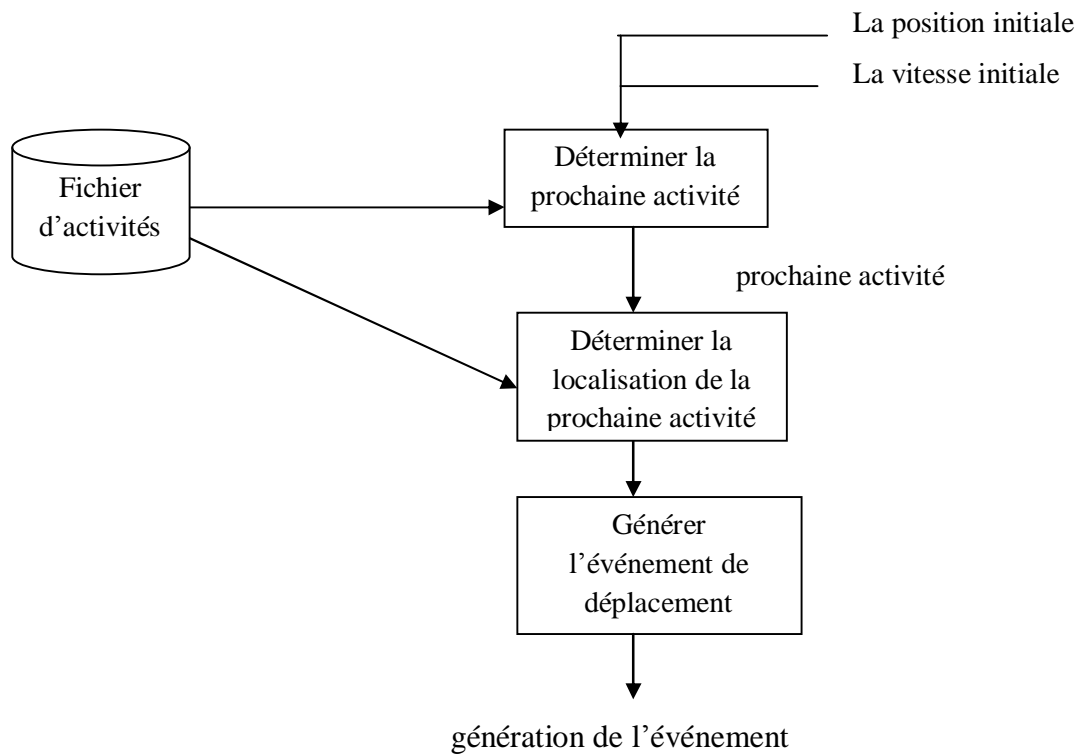 La position initiale
La vitesse initiale
Fichier
d’activités
Déterminer la
prochaine activité
prochaine activité
Déterminer la
localisation de la
prochaine activité
Générer
l’événement de
déplacement
génération de l’événement